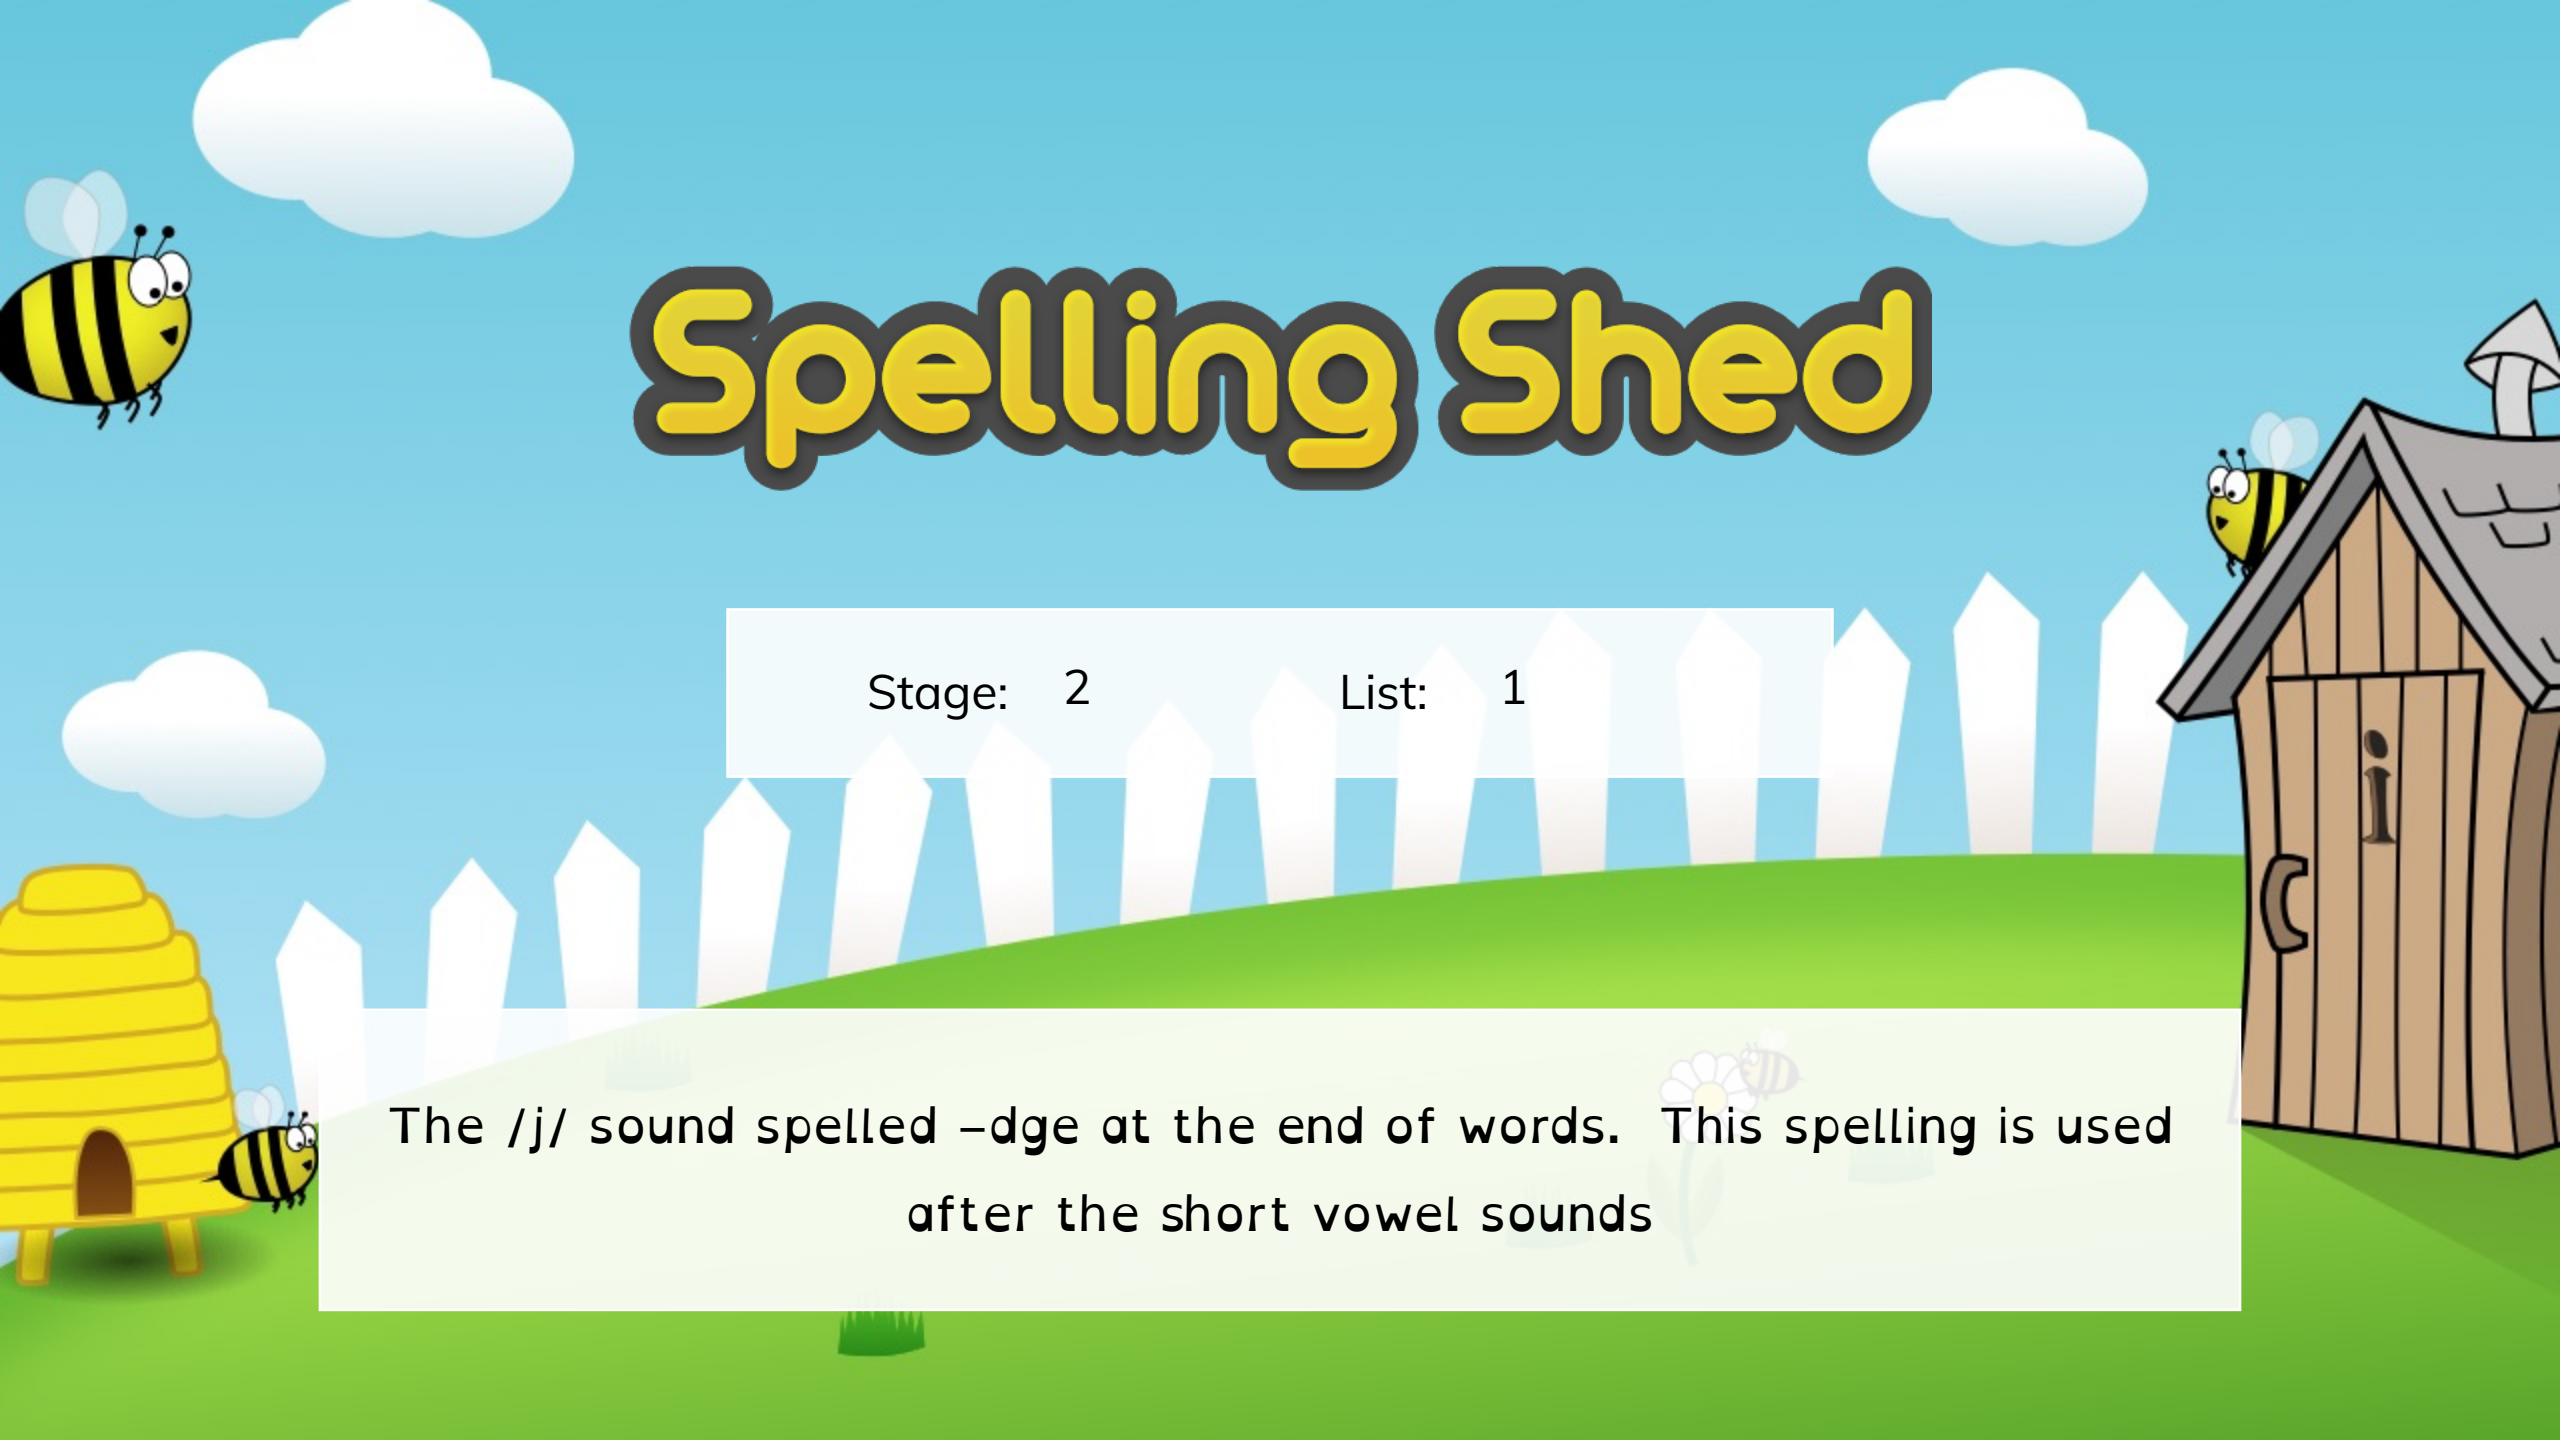 Spelling Shed
Stage: 2 List: 1
i
The /j/ sound spelled –dge at the end of words. This spelling is used
after the short vowel sounds